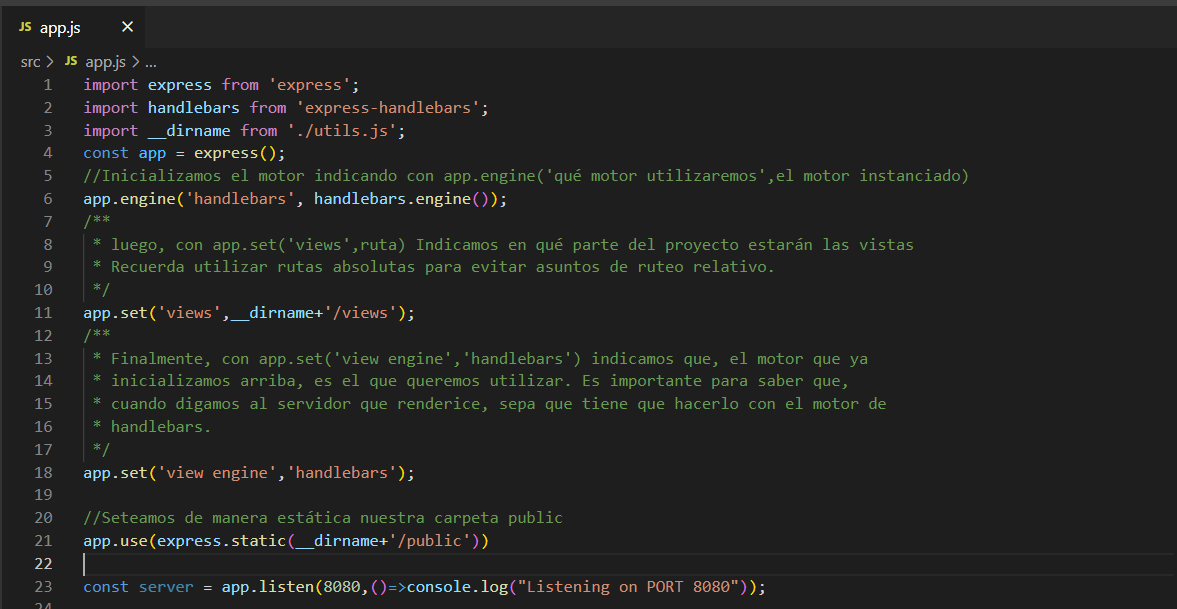 JS app.js ×
src > JS app.js > ...
1 import express from 'express';
2 import handlebars from 'express-handlebars';
3 import __dirname from './utils.js';
4 const app = express();
5 //Inicializamos el motor indicando con app.engine('qué motor utilizaremos',el motor instanciado)
6 app.engine('handlebars', handlebars.engine());
7 /**
8  * luego, con app.set('views',ruta) Indicamos en qué parte del proyecto estarán las vistas
9  * Recuerda utilizar rutas absolutas para evitar asuntos de ruteo relativo.
10  */
11 app.set('views',__dirname+'/views');
12 /**
13  * Finalmente, con app.set('view engine','handlebars') indicamos que, el motor que ya
14  * inicializamos arriba, es el que queremos utilizar. Es importante para saber que,
15  * cuando digamos al servidor que renderice, sepa que tiene que hacerlo con el motor de
16  * handlebars.
17  */
18 app.set('view engine','handlebars');
19
20 //Seteamos de manera estática nuestra carpeta public
21 app.use(express.static(__dirname+'/public'))
22
23 const server = app.listen(8080,()=>console.log("Listening on PORT 8080"));
24